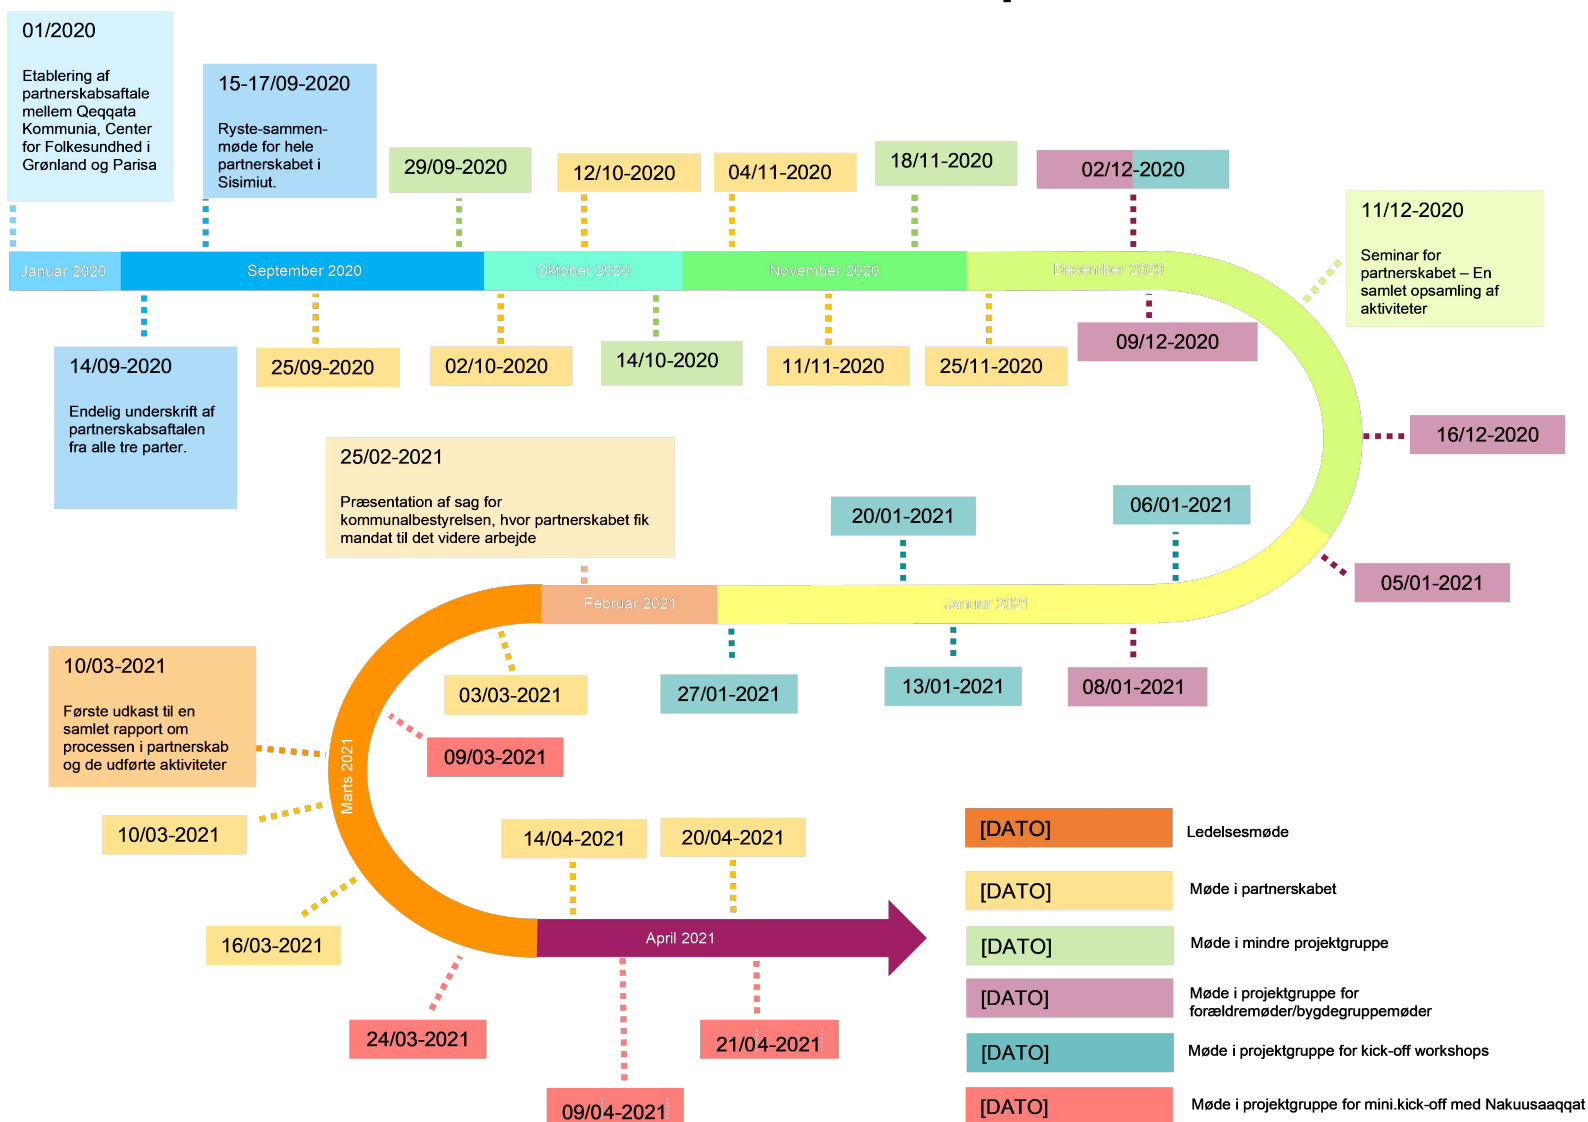 01/2020
Etablering af
partnerskabsaftale
mellem Qeqqata
Kommunia, Center
for Folkesundhed i
Grønland og Parisa
15-17/09-2020
Ryste-sammen-
møde for hele
partnerskabet i
Sisimiut.
29/09-2020
12/10-2020
04/11-2020
18/11-2020
02/12-2020
11/12-2020
Seminar for
partnerskabet – En
samlet opsamling af
aktiviteter
Januar 2020
September 2020
Oktober 2020
November 2020
December 2020
14/09-2020
Endelig underskrift af
partnerskabsaftalen
fra alle tre parter.
25/09-2020
02/10-2020
14/10-2020
11/11-2020
25/11-2020
09/12-2020
16/12-2020
25/02-2021
Præsentation af sag for
kommunalbestyrelsen, hvor partnerskabet fik
mandat til det videre arbejde
20/01-2021
06/01-2021
05/01-2021
Februar 2021
Januar 2021
03/03-2021
27/01-2021
13/01-2021
08/01-2021
10/03-2021
Første udkast til en
samlet rapport om
processen i partnerskab
og de udførte aktiviteter
09/03-2021
Marts 2021
10/03-2021
14/04-2021
20/04-2021
16/03-2021
April 2021
24/03-2021
21/04-2021
09/04-2021
[DATO] Ledelsesmøde
[DATO] Møde i partnerskabet
[DATO] Møde i mindre projektgruppe
[DATO] Møde i projektgruppe for
forældremøder/bygdegruppemøder
[DATO] Møde i projektgruppe for kick-off workshops
[DATO] Møde i projektgruppe for mini.kick-off med Nakuusaaqqat